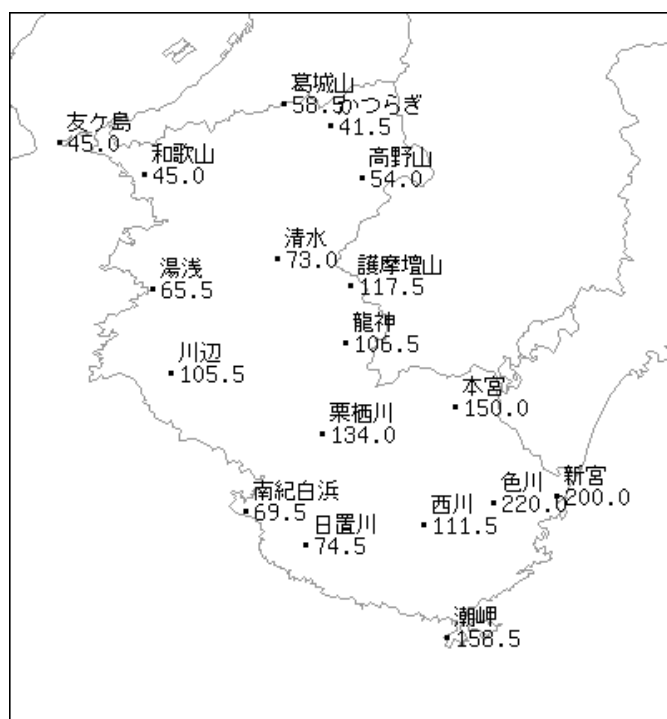 葛城山
58.5
かつらぎ
41.5
友ケ島
45.0
和歌山
45.0
高野山
54.0
清水
73.0
護摩壇山
117.5
湯浅
65.5
龍神
106.5
川辺
105.5
本宮
150.0
栗栖川
134.0
新宮
200.0
色川
220.0
南紀白浜
69.5
西川
111.5
日置川
74.5
潮岬
158.5